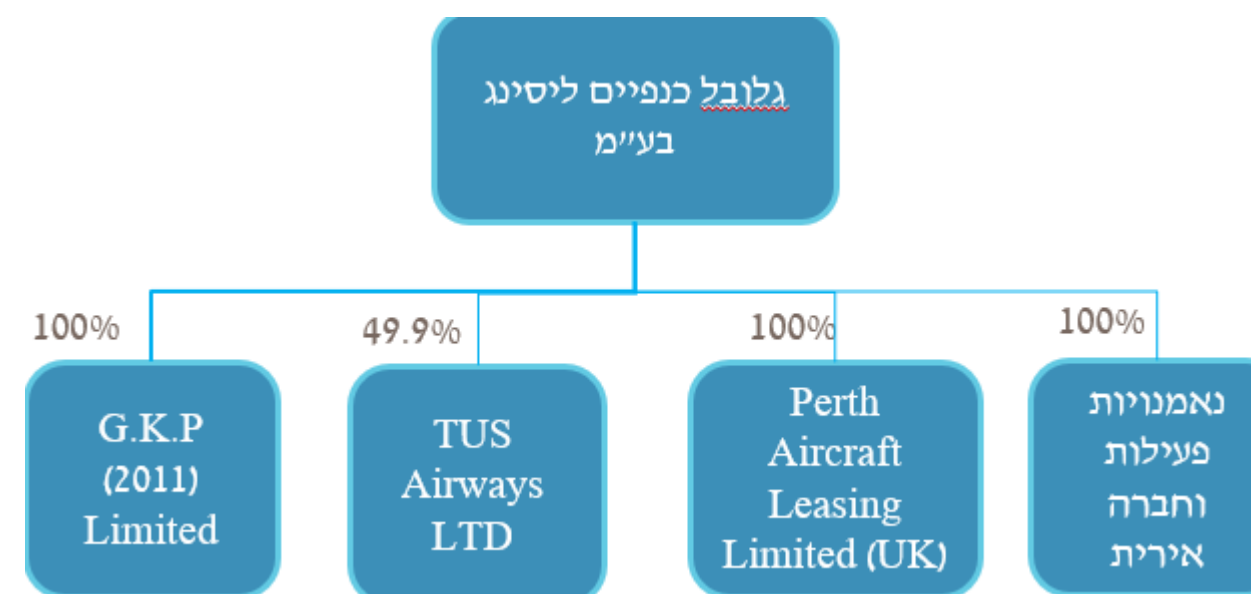 גלובל כנפיים ליסינג
בע״מ
100%
49.9%
100%
100%
G.K.P
(2011)
Limited
TUS
Airways
LTD
Perth
Aircraft
Leasing
Limited (UK)
נאמנויות
פעילות
וחברה
אירית